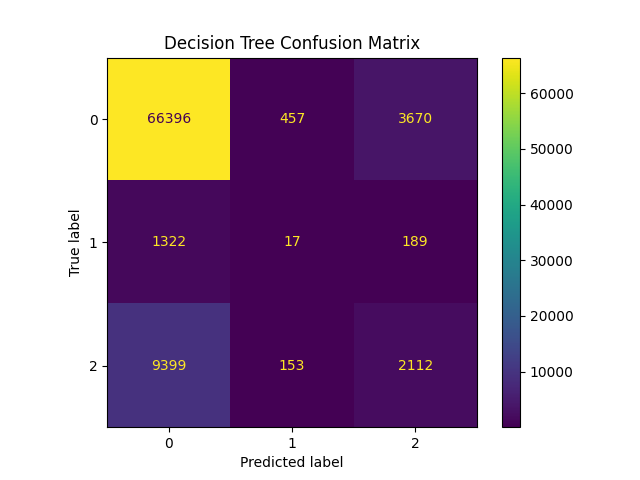 Decision Tree Confusion Matrix
True label
0
66396 457 3670
1
1322 17 189
2
9399 153 2112
0 1 2
Predicted label
60000
50000
40000
30000
20000
10000